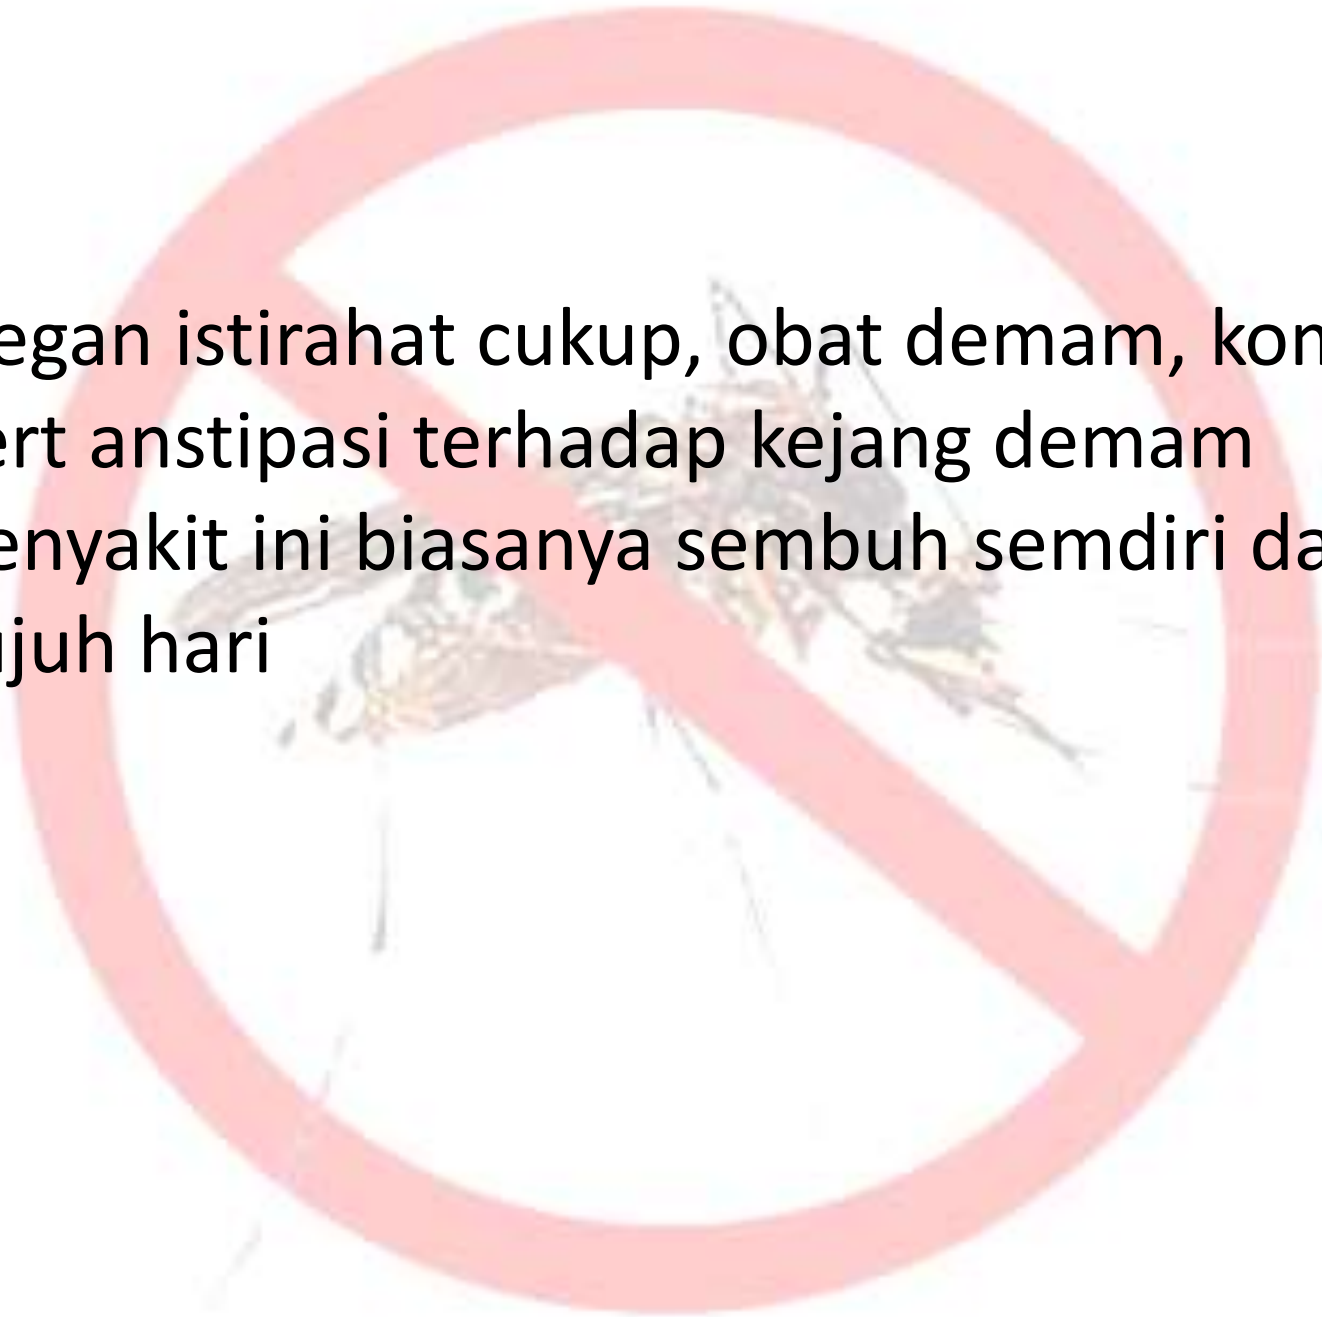 egan istirahat cukup, obat demam, kom
ert anstipasi terhadap kejang demam
enyakit ini biasanya sembuh semdiri da
ujuh hari